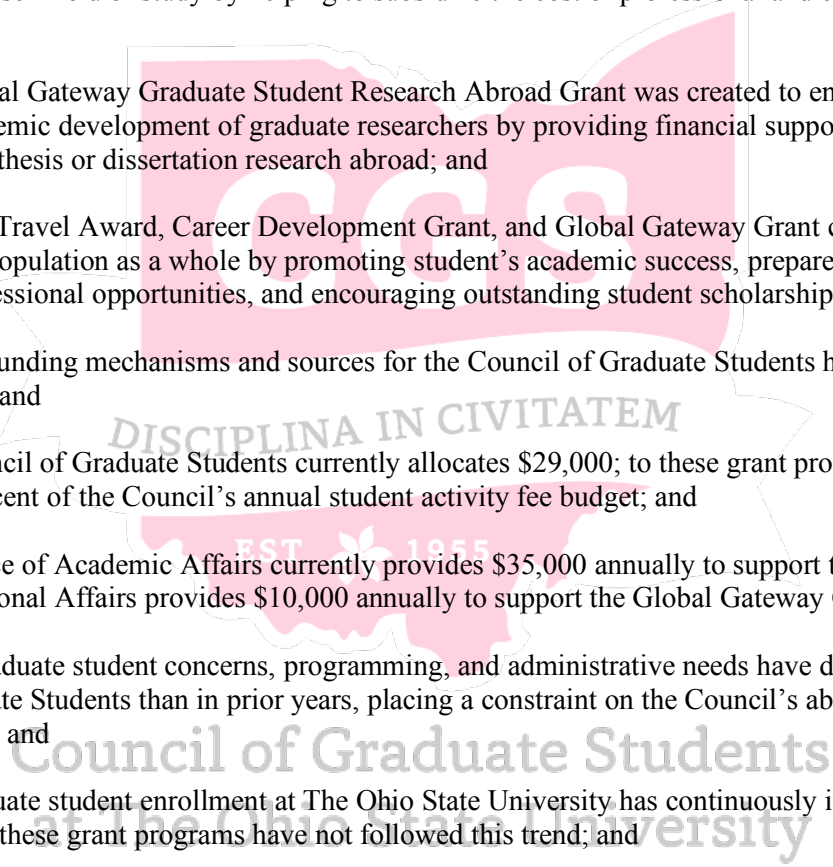 al Gateway Graduate Student Research Abroad Grant was created to en
emic development of graduate researchers by providing financial suppo
thesis or dissertation research abroad; and
CGS
Travel Award, Career Development Grant, and Global Gateway Grant
opulation as a whole by promoting student’s academic success, prepare
essional opportunities, and encouraging outstanding student scholarship
unding mechanisms and sources for the Council of Graduate Students h
and
DISCIPLINA IN CIVITATEM
ncil of Graduate Students currently allocates $29,000; to these grant pro
cent of the Council’s annual student activity fee budget; and
EST 1955
e of Academic Affairs currently provides $35,000 annually to support t
onal Affairs provides $10,000 annually to support the Global Gateway
aduate student concerns, programming, and administrative needs have d
te Students than in prior years, placing a constraint on the Council’s ab
and
Council of Graduate Students
uate student enrollment at The Ohio State University has continuously i
these grant programs have not followed this trend; and
at The Ohio State University